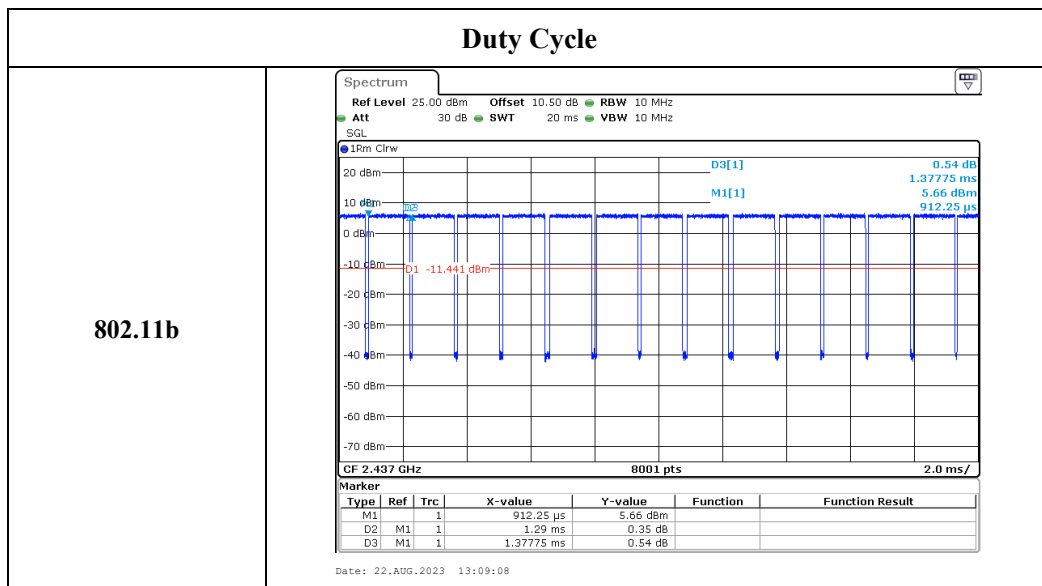 Duty Cycle
802.11b
Spectrum
Ref Level 25.00 dBm Offset 10.50 dB RBW 10 MHz
Att 30 dB SWT 20 ms VBW 10 MHz
SGL
1Rm Clrw
D3[1] 0.54 dB
1.37775 ms
M1[1] 5.66 dBm
912.25 µs
20 dBm
10 dBm
0 dBm
-10 dBm
D1 -11.441 dBm
-20 dBm
-30 dBm
-40 dBm
-50 dBm
-60 dBm
-70 dBm
CF 2.437 GHz 8001 pts 2.0 ms/
Marker
Type Ref Trc X-value Y-value Function Function Result
M1 1 912.25 µs 5.66 dBm
D2 M1 1 1.29 ms 0.35 dB
D3 M1 1 1.37775 ms 0.54 dB
Date: 22.AUG.2023 13:09:08